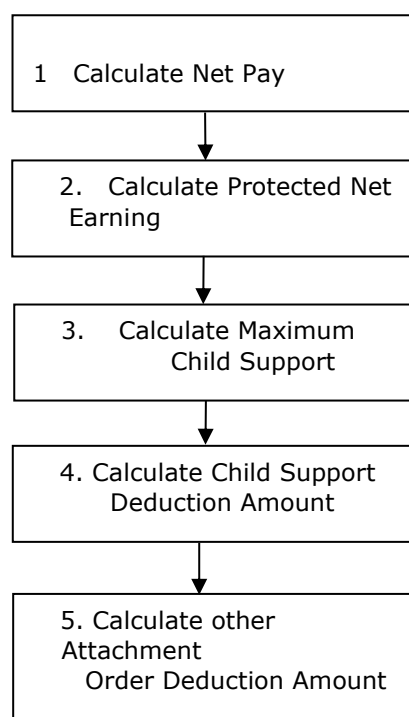 1 Calculate Net Pay
2. Calculate Protected Net
Earning
3. Calculate Maximum
Child Support
4. Calculate Child Support
Deduction Amount
5. Calculate other
Attachment
Order Deduction Amount